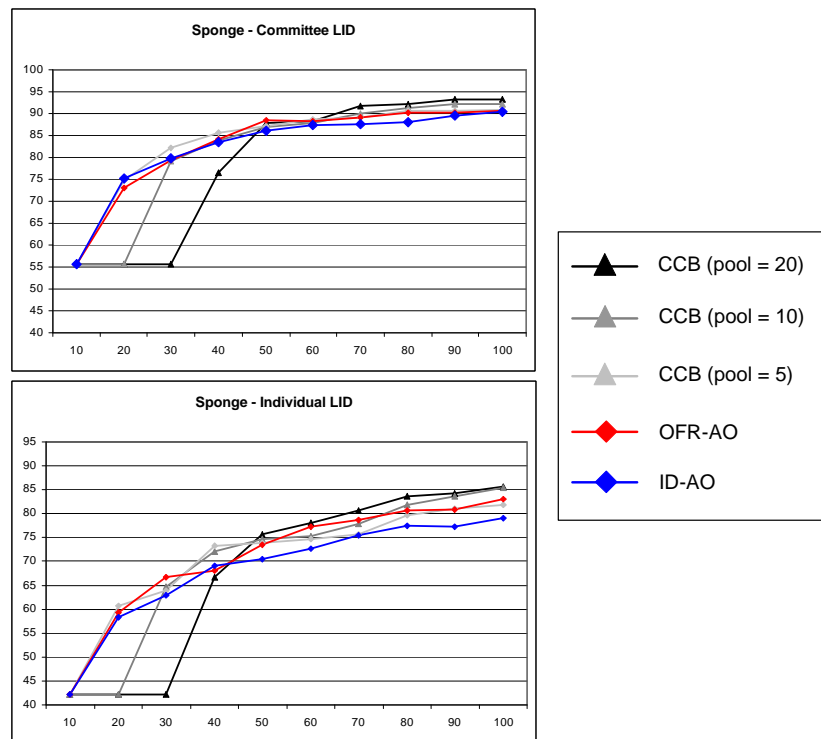 Sponge - Committee LID
100
95
90
85
80
75
70
65
60
55
50
45
40
10 20 30 40 50 60 70 80 90 100
Sponge - Individual LID
95
90
85
80
75
70
65
60
55
50
45
40
10 20 30 40 50 60 70 80 90 100
CCB (pool = 20)
CCB (pool = 10)
CCB (pool = 5)
OFR-AO
ID-AO